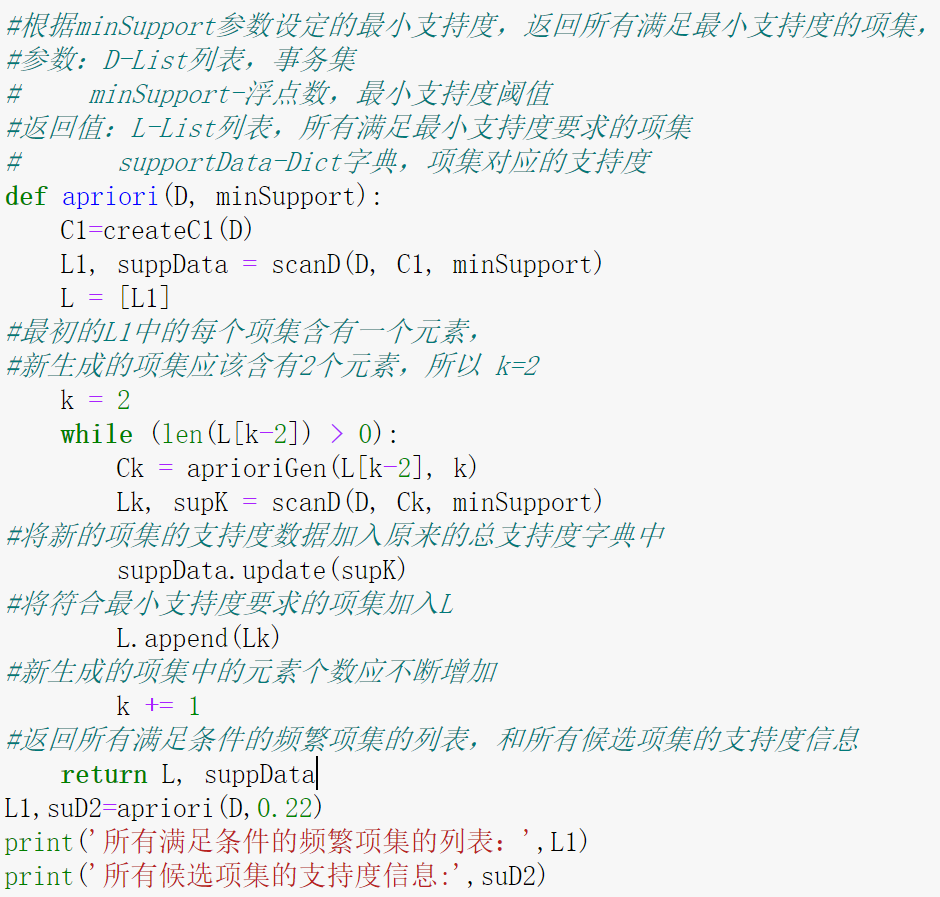 #根据minSupport参数设定的最小支持度，返回所有满足最小支持度的项集，
#参数：D-List列表，事务集
#     minSupport-浮点数，最小支持度阈值
#返回值：L-List列表，所有满足最小支持度要求的项集
#       supportData-Dict字典，项集对应的支持度
def apriori(D, minSupport):
    C1=createC1(D)
    L1, suppData = scanD(D, C1, minSupport)
    L = [L1]
#最初的L1中的每个项集含有一个元素，
#新生成的项集应该含有2个元素，所以 k=2
    k = 2
    while (len(L[k-2]) > 0):
        Ck = aprioriGen(L[k-2], k)
        Lk, supK = scanD(D, Ck, minSupport)
#将新的项集的支持度数据加入原来的总支持度字典中
        suppData.update(supK)
#将符合最小支持度要求的项集加入L
        L.append(Lk)
#新生成的项集中的元素个数应不断增加
        k += 1
#返回所有满足条件的频繁项集的列表，和所有候选项集的支持度信息
    return L, suppData
L1,suD2=apriori(D,0.22)
print('所有满足条件的频繁项集的列表：',L1)
print('所有候选项集的支持度信息:',suD2)